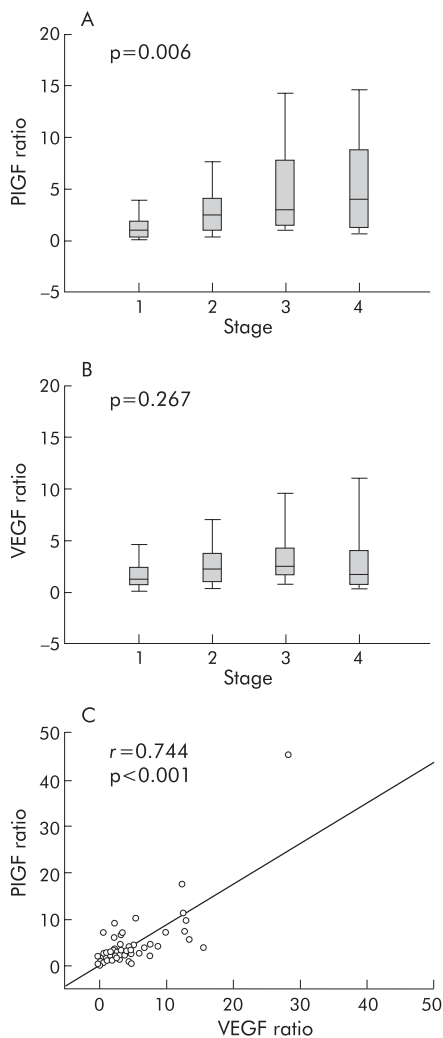 A
p=0.006
20
15
10
5
0
–5
PlGF ratio
1 2 3 4
Stage
B
p=0.267
20
15
10
5
0
–5
VEGF ratio
1 2 3 4
Stage
C
r=0.744
p<0.001
50
40
30
20
10
0
PlGF ratio
0 10 20 30 40 50
VEGF ratio